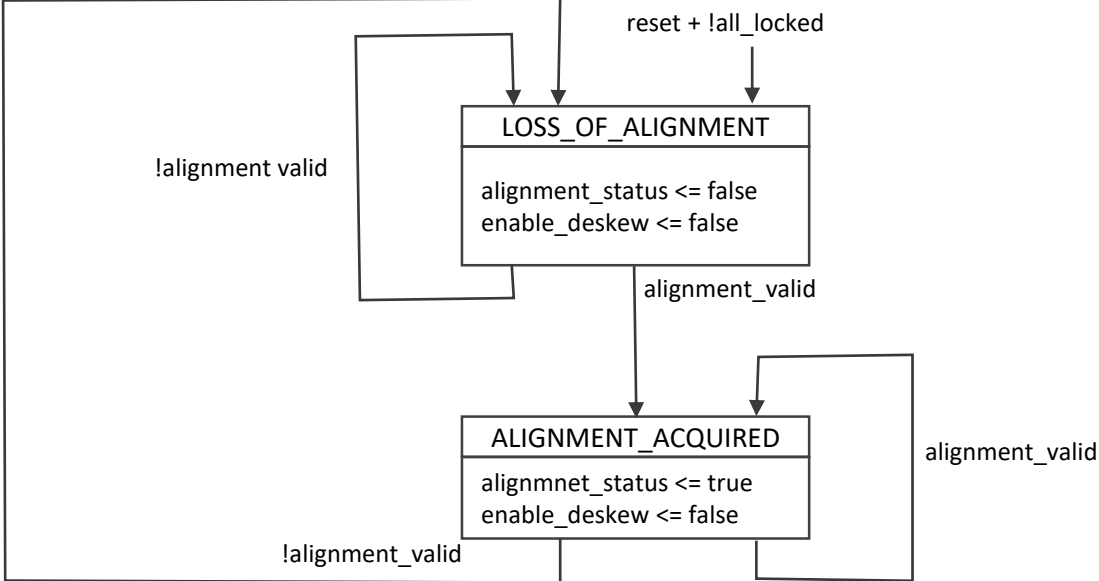 reset + !all_locked
LOSS_OF_ALIGNMENT
!alignment valid
alignment_status <= false
enable_deskew <= false
alignment_valid
ALIGNMENT_ACQUIRED
alignment_valid
alignmnet_status <= true
enable_deskew <= false
!alignment_valid